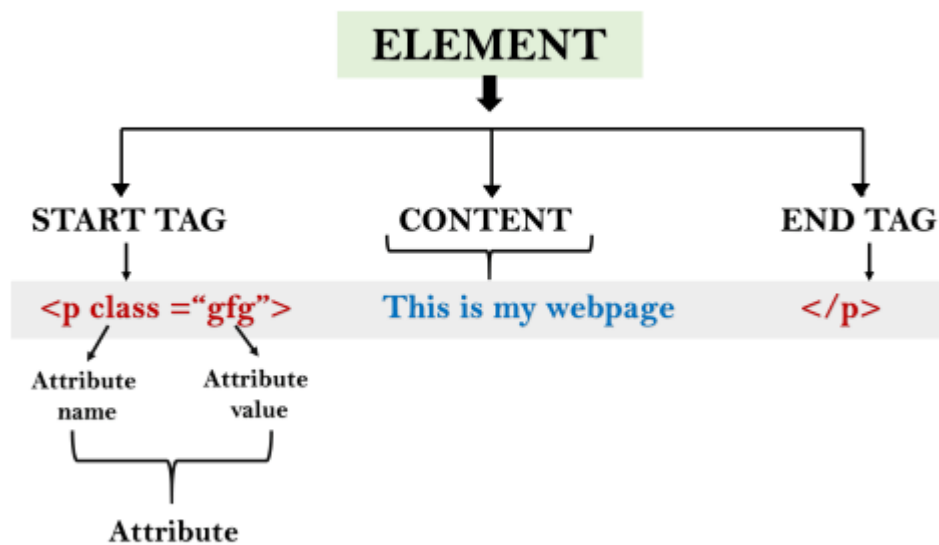 ELEMENT
START TAG
CONTENT
END TAG
<p class =“gfg”>
This is my webpage
</p>
Attribute
name
Attribute
value
Attribute